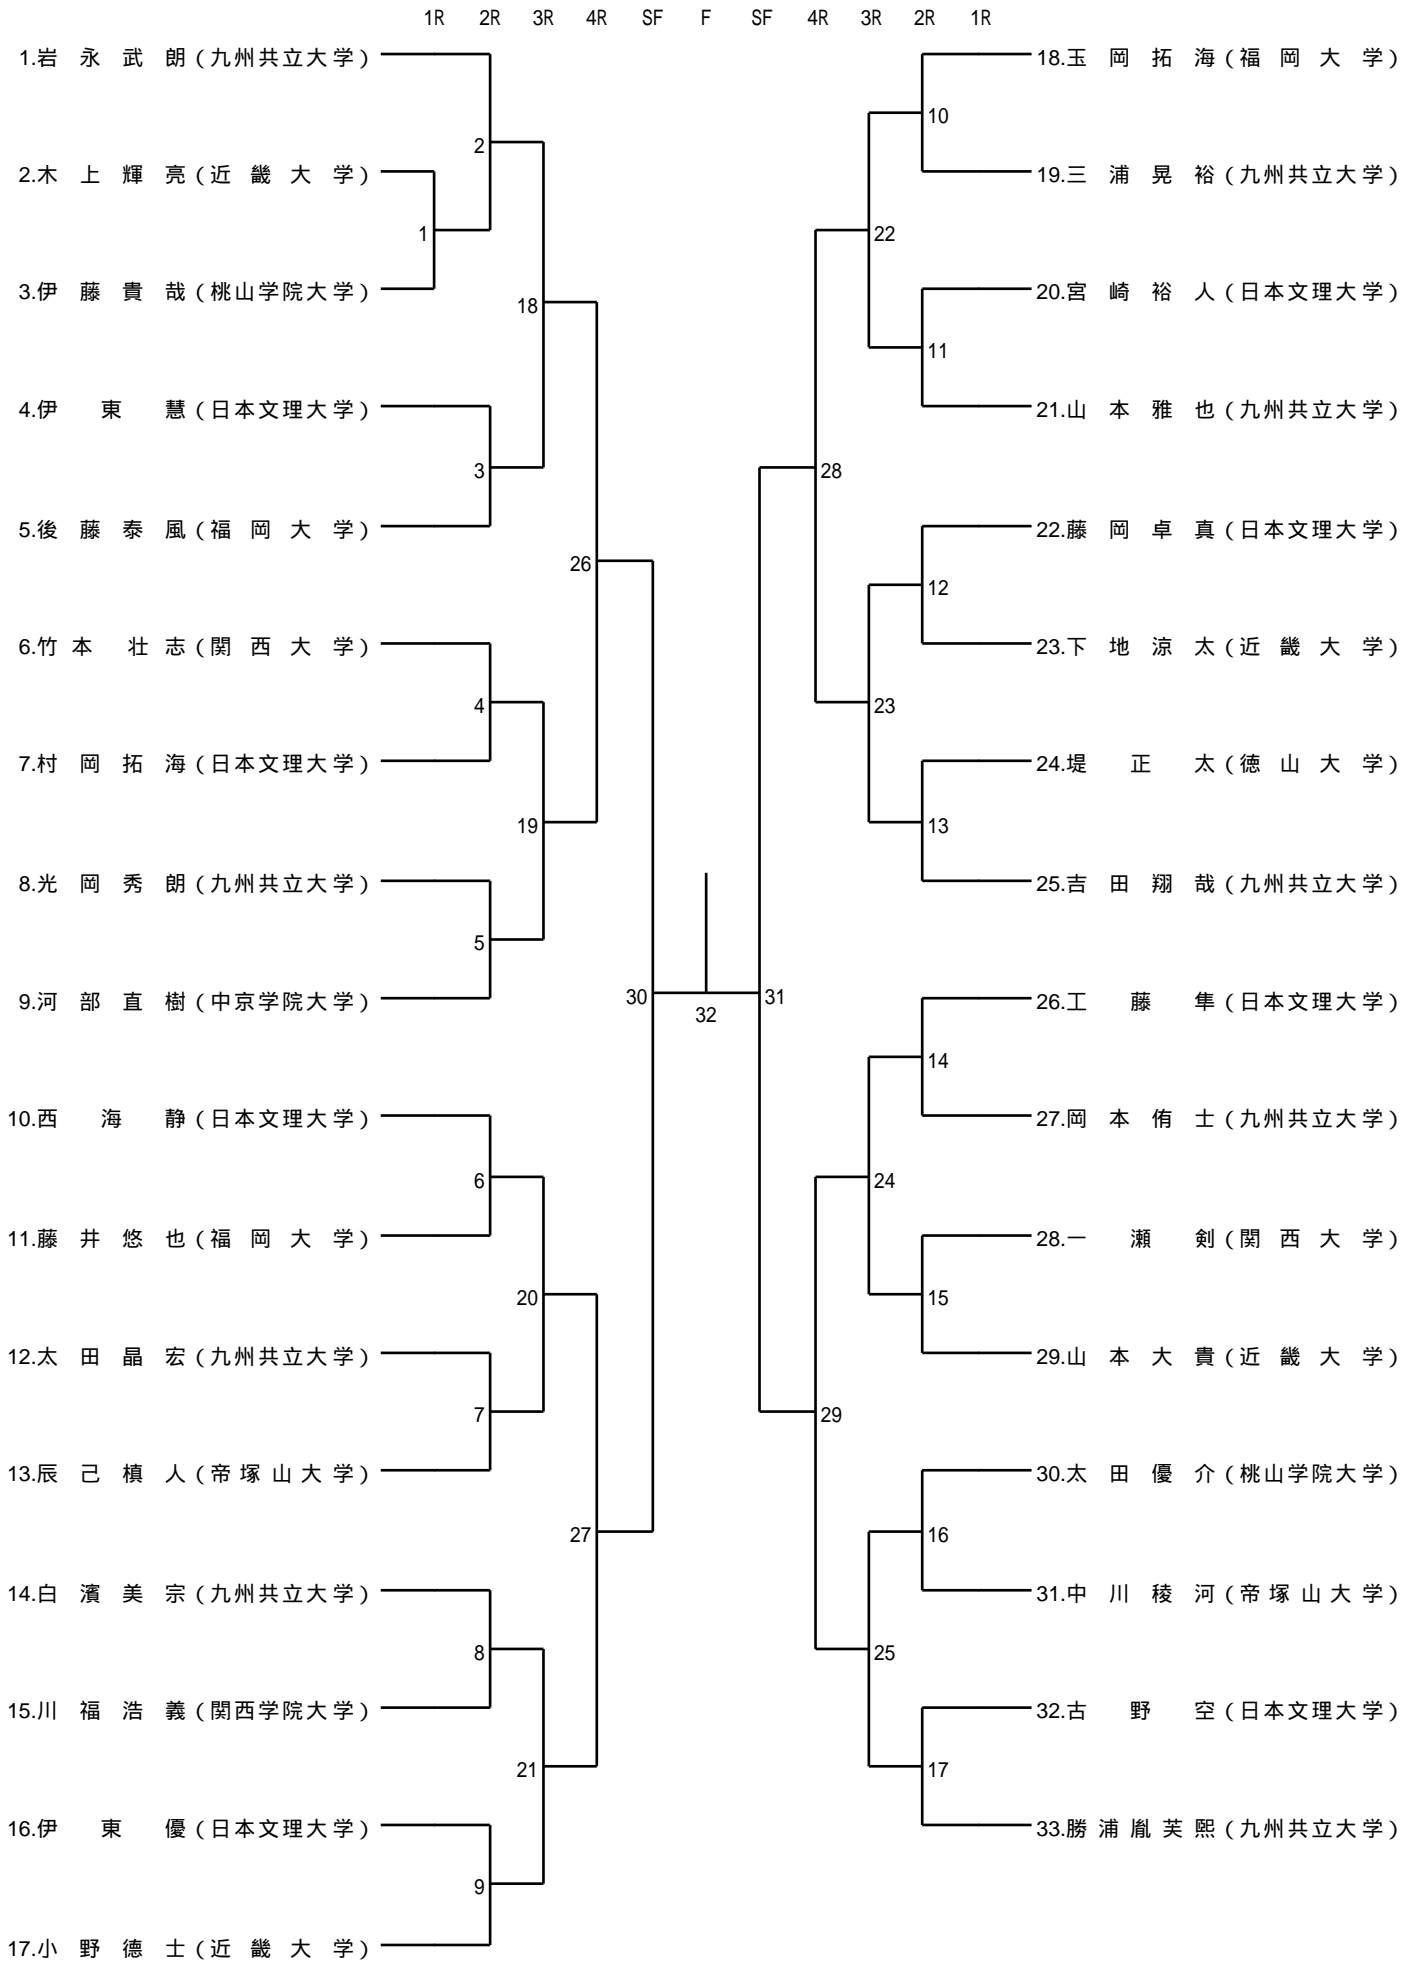 1R 2R 3R 4R SF F SF 4R 3R 2R 1R
1.岩永武朗(九州共立大学)
2.木上輝亮(近畿大学)
3.伊藤貴哉(桃山学院大学)
4.伊東慧(日本文理大学)
5.後藤泰風(福岡大学)
6.竹本壮志(関西大学)
7.村岡拓海(日本文理大学)
8.光岡秀朗(九州共立大学)
9.河部直樹(中京学院大学)
10.西海静(日本文理大学)
11.藤井悠也(福岡大学)
12.太田晶宏(九州共立大学)
13.辰己槙人(帝塚山大学)
14.白濱美宗(九州共立大学)
15.川福浩義(関西学院大学)
16.伊東優(日本文理大学)
17.小野德士(近畿大学)
1
2
3
4
5
6
7
8
9
18
19
20
21
26
27
30
32
31
28
29
22
23
24
25
10
11
12
13
14
15
16
17
18.玉岡拓海(福岡大学)
19.三浦晃裕(九州共立大学)
20.宮崎裕人(日本文理大学)
21.山本雅也(九州共立大学)
22.藤岡卓真(日本文理大学)
23.下地涼太(近畿大学)
24.堤正太(徳山大学)
25.吉田翔哉(九州共立大学)
26.工藤隼(日本文理大学)
27.岡本侑士(九州共立大学)
28.一瀬剣(関西大学)
29.山本大貴(近畿大学)
30.太田優介(桃山学院大学)
31.中川稜河(帝塚山大学)
32.古野空(日本文理大学)
33.勝浦胤芙熙(九州共立大学)